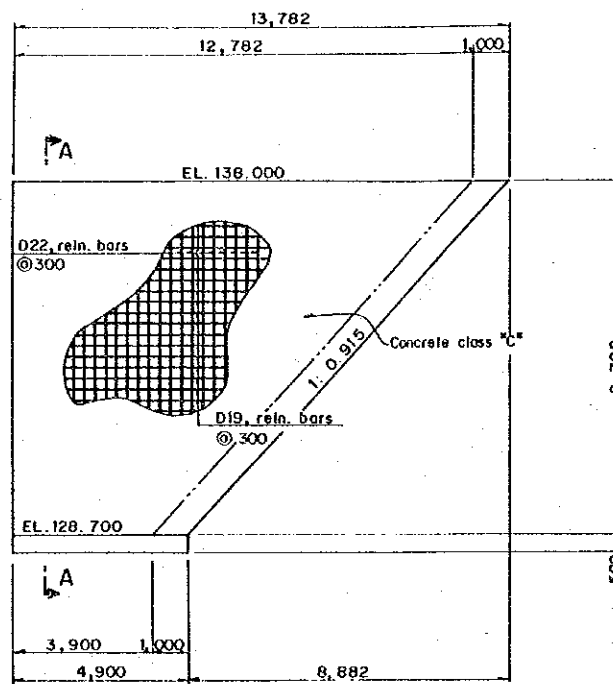 13,782
12,782
1,000
A
EL. 138.000
D22, rein. bars
@300
Concrete class "C"
1: 0.915
D19, rein. bars
@ 300
EL.128.700
A
3,900
1,000
4,900
8,882